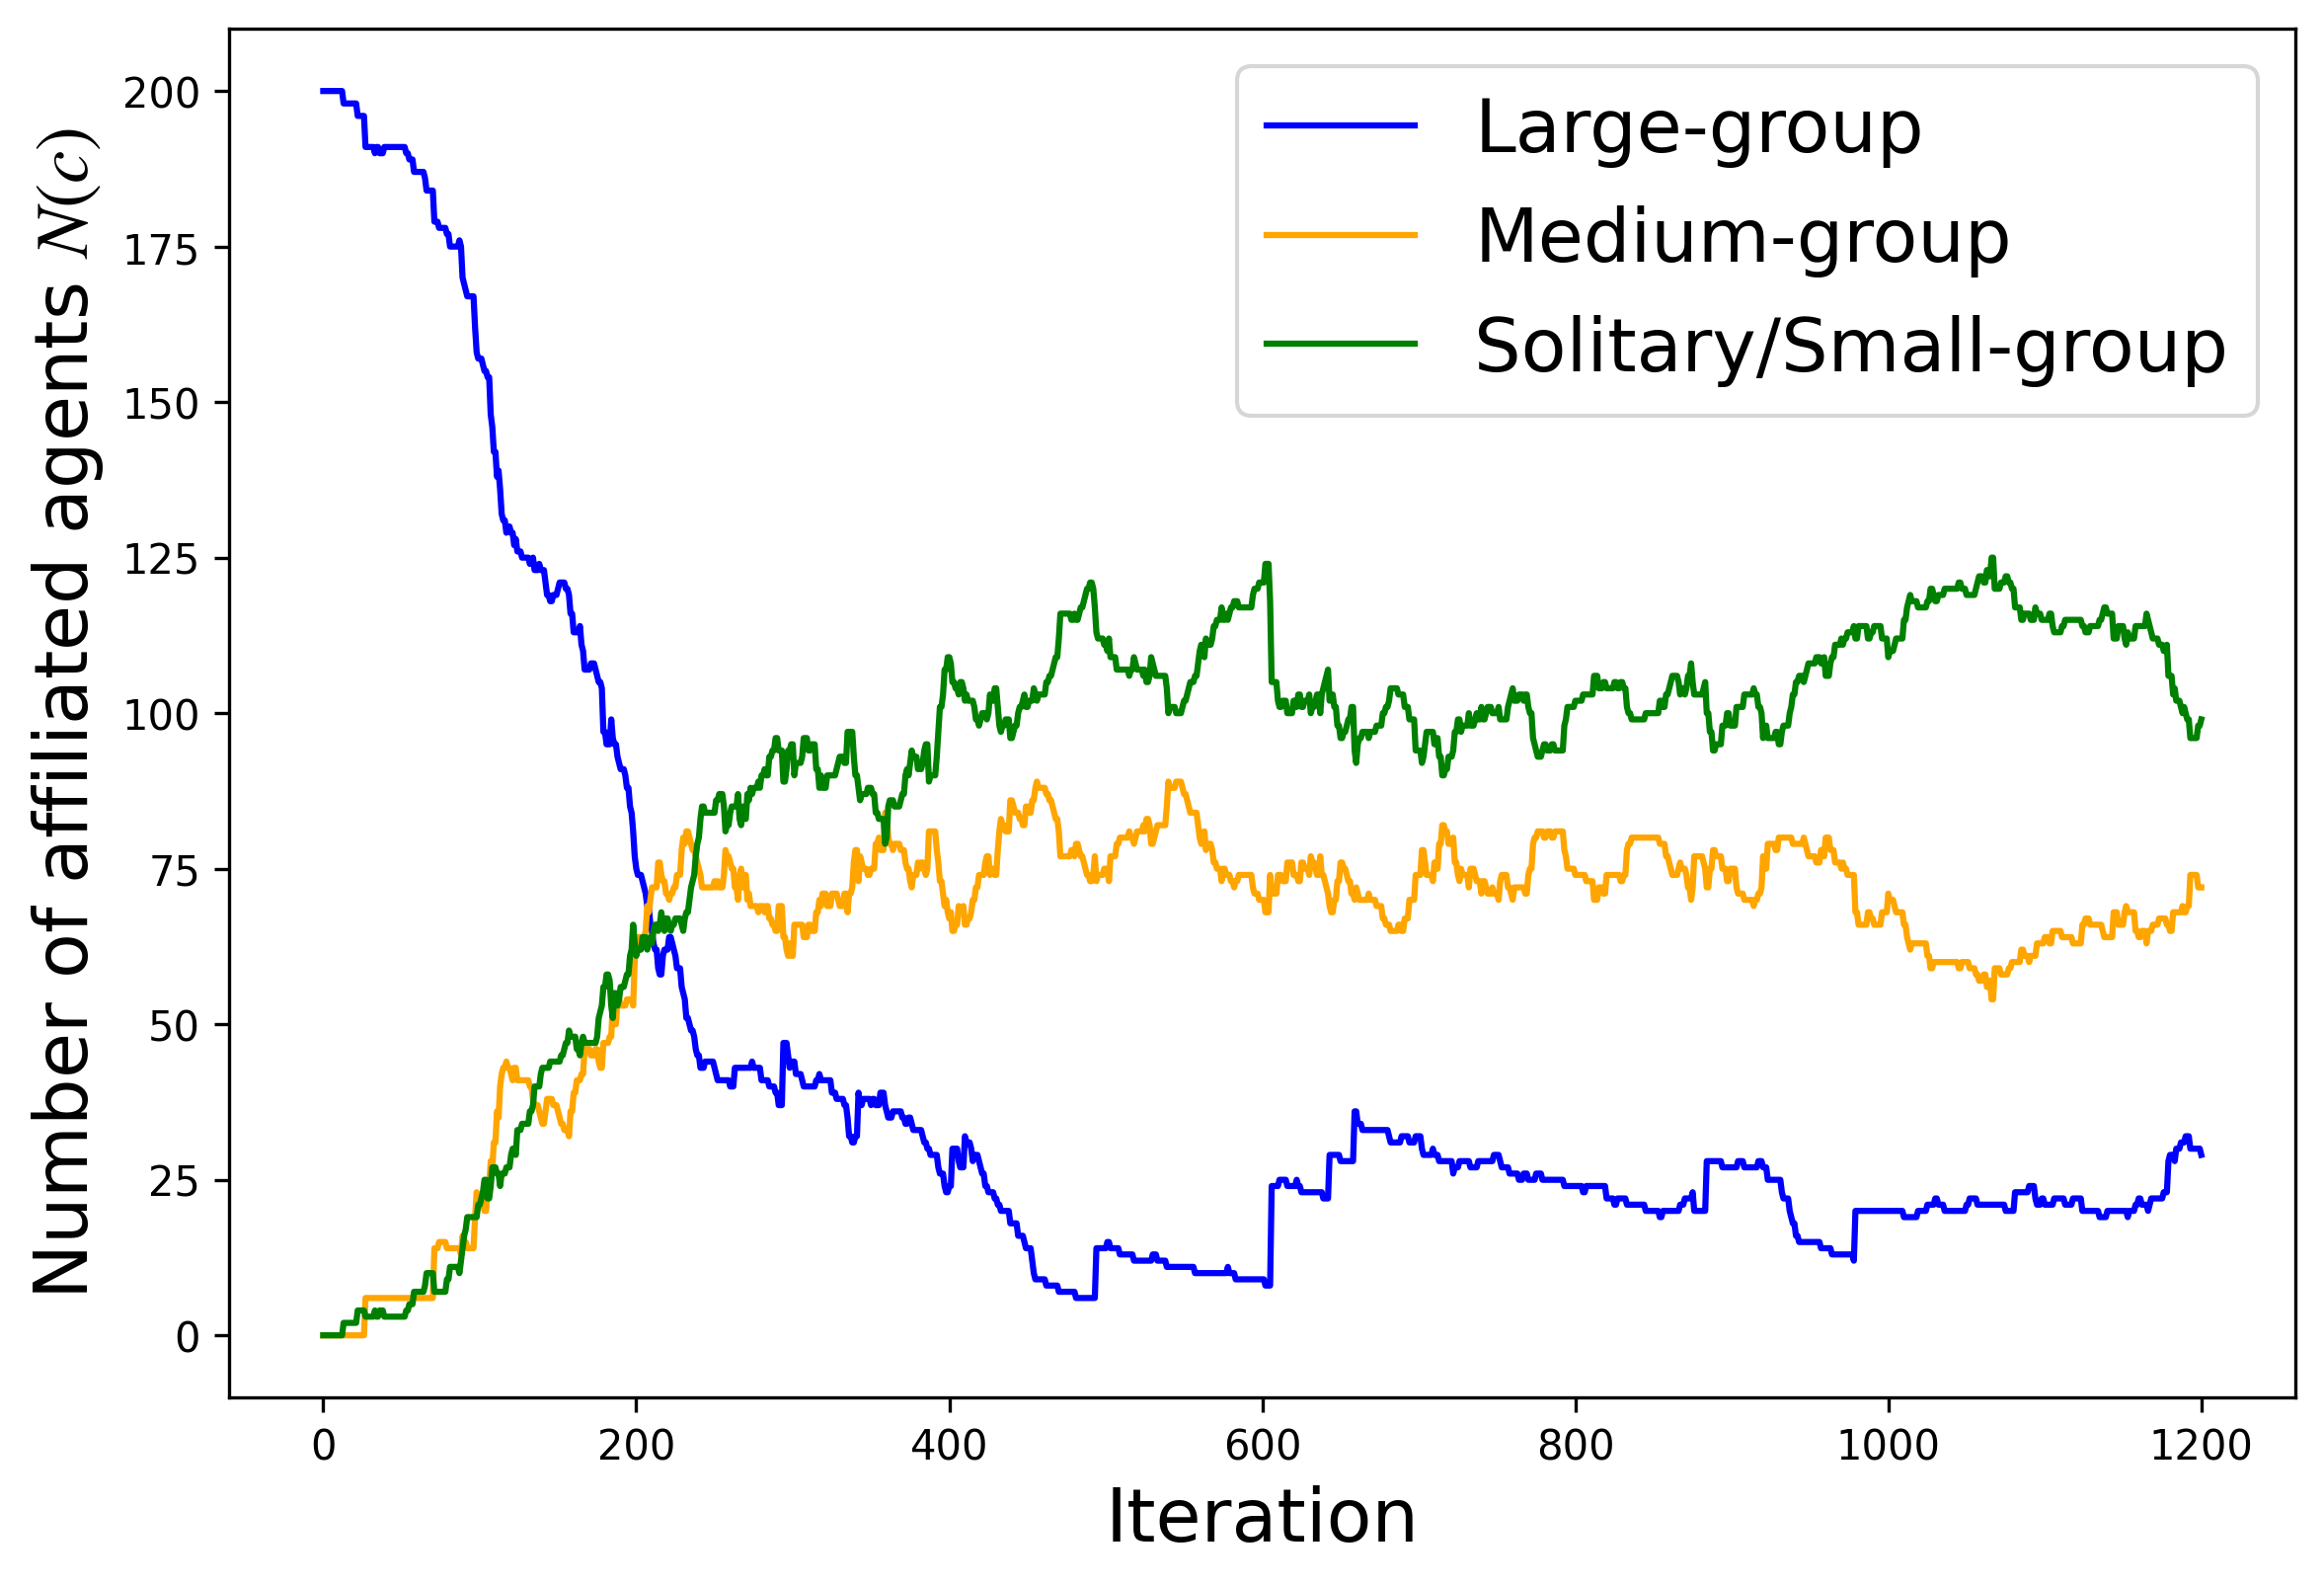 Number of affiliated agents N(c)
200
175
150
125
100
75
50
25
0
Large-group
Medium-group
Solitary/Small-group
0 200 400 600 800 1000 1200
Iteration